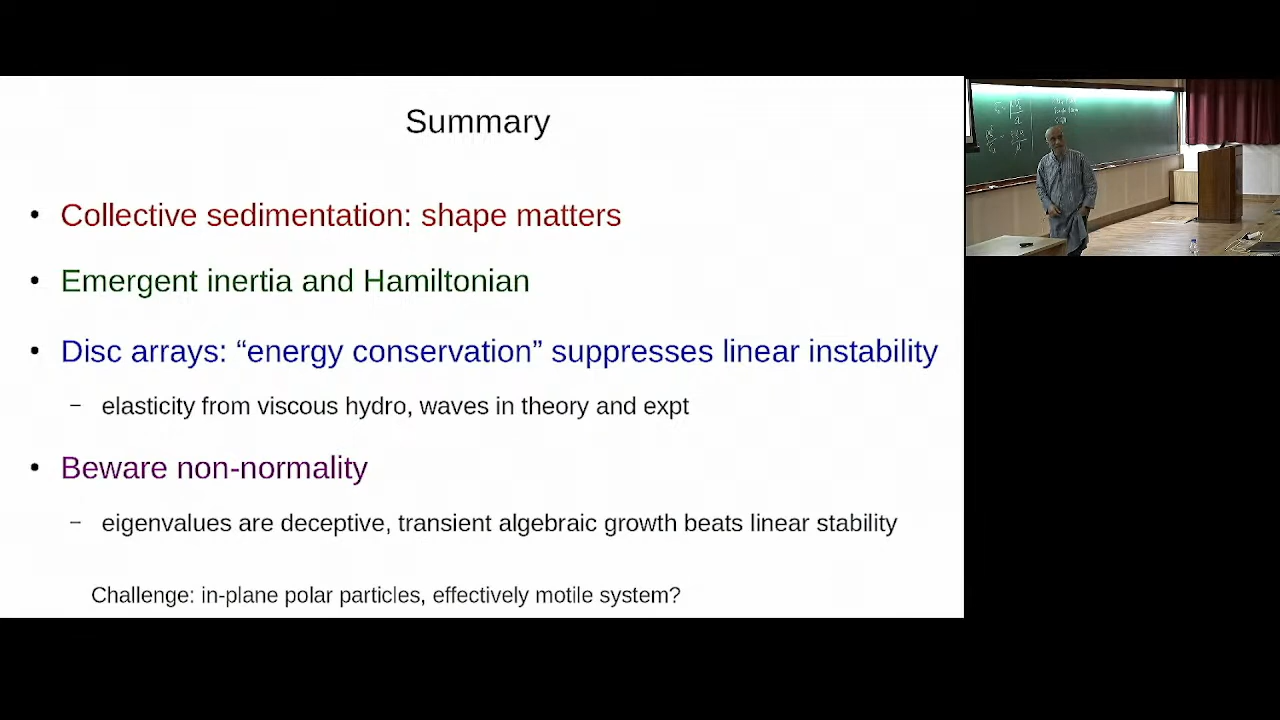 Summary
• Collective sedimentation: shape matters
• Emergent inertia and Hamiltonian
• Disc arrays: “energy conservation” suppresses linear instability
– elasticity from viscous hydro, waves in theory and expt
• Beware non-normality
– eigenvalues are deceptive, transient algebraic growth beats linear stability
Challenge: in-plane polar particles, effectively motile system?